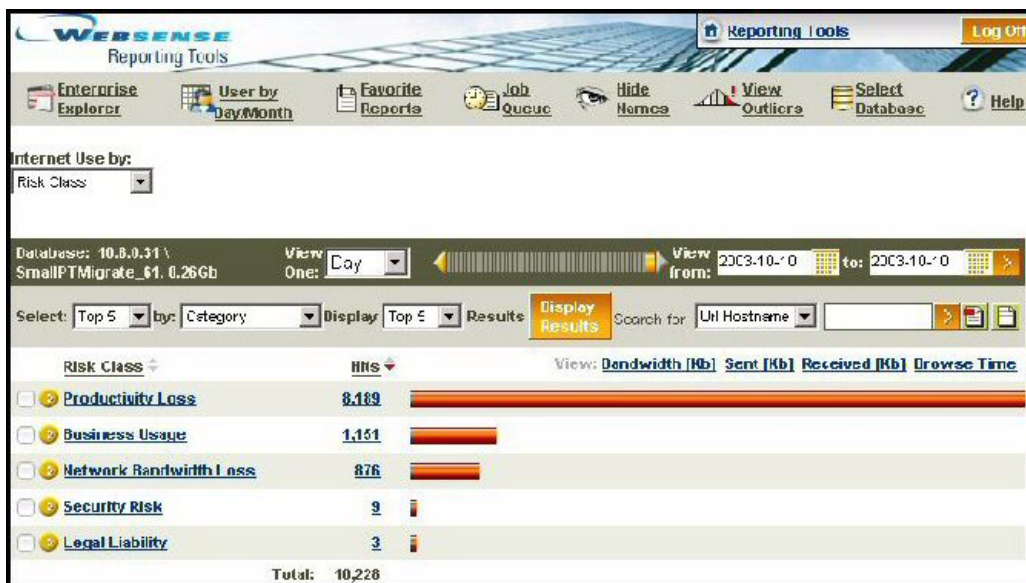 WEBSENSE
Reporting Tools
Reporting Tools
Log Off
Enterprise Explorer
User by Day/Month
Favorite Reports
Job Queue
Hide Names
View Outliers
Select Database
Help
Internet Use by:
Risk Class
Database: 10.8.0.31 \
SmallPTMigrate_61, 0.26Gb
View One: Day
View from: 2003-10-10 to: 2003-10-10
Select: Top 5 by: Category Display Top 5 Results Display Results Search for Url Hostname
Risk Class Hits View: Bandwidth [Kb] Sent [Kb] Received [Kb] Browse Time
Productivity Loss 8,189
Business Usage 1,151
Network Bandwidth Loss 876
Security Risk 9
Legal Liability 3
Total: 10,228